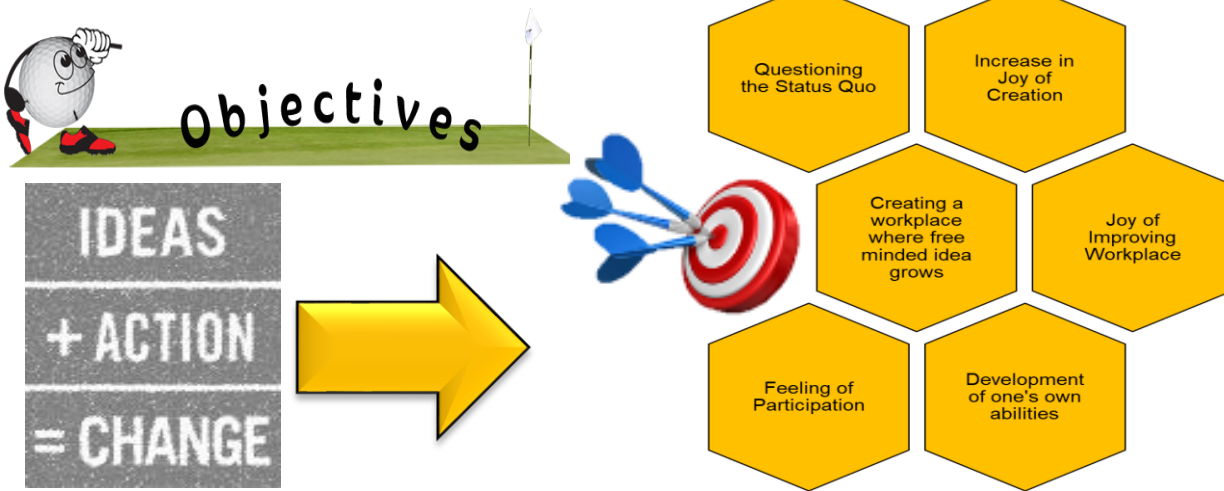 Objectives
IDEAS
+ ACTION
= CHANGE
Questioning
the Status Quo
Increase in
Joy of
Creation
Creating a
workplace
where free
minded idea
grows
Joy of
Improving
Workplace
Feeling of
Participation
Development
of one's own
abilities